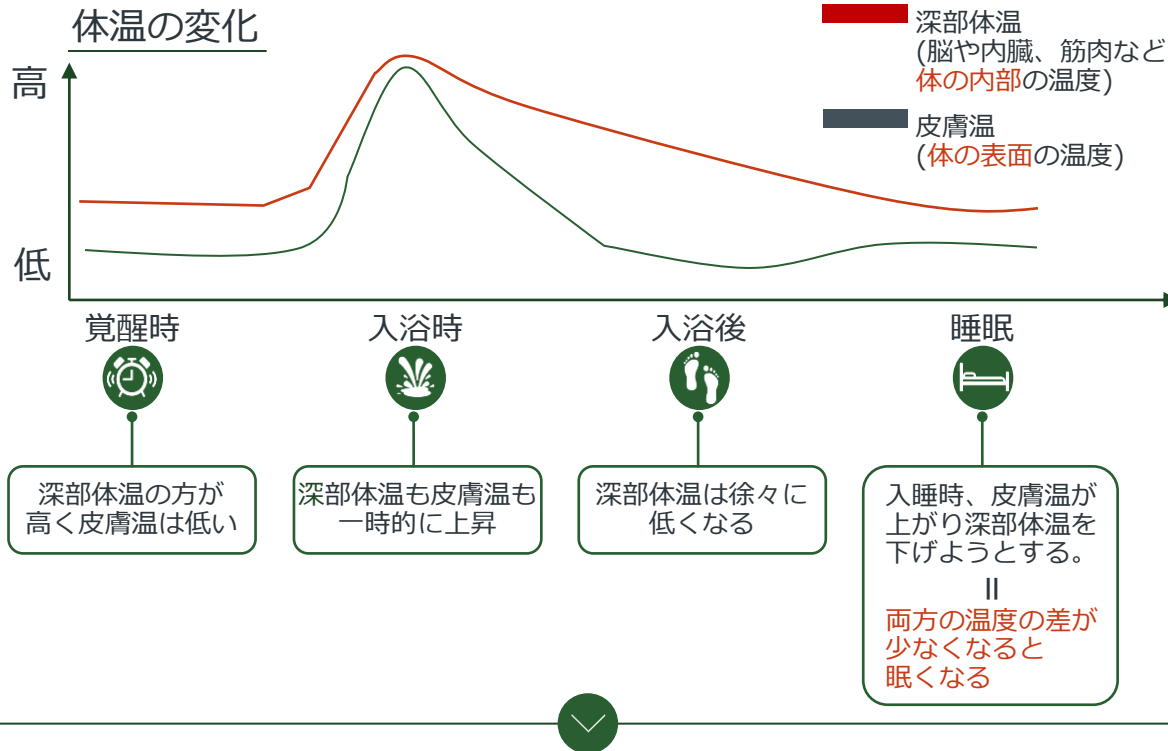 体温の変化
高
低
深部体温
(脳や内臓、筋肉など
体の内部の温度)
皮膚温
(体の表面の温度)
覚醒時
入浴時
入浴後
睡眠
深部体温の方が
高く皮膚温は低い
深部体温も皮膚温も
一時的に上昇
深部体温は徐々に
低くなる
入睡時、皮膚温が
上がり深部体温を
下げようとする。
=
両方の温度の差が
少なくなると
眠くなる